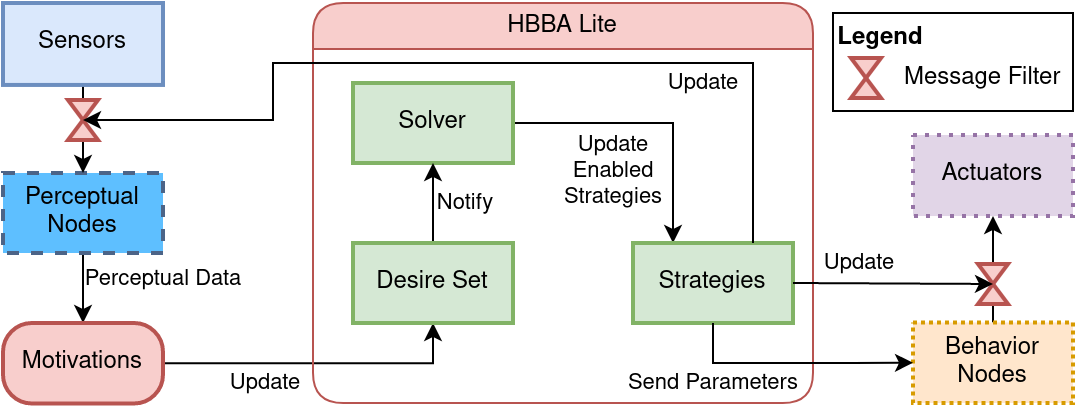 Sensors
HBBA Lite
Legend
Message Filter
Update
Solver
Update
Enabled
Strategies
Actuators
Perceptual
Nodes
Notify
Perceptual Data
Desire Set
Strategies
Update
Motivations
Update
Send Parameters
Behavior
Nodes